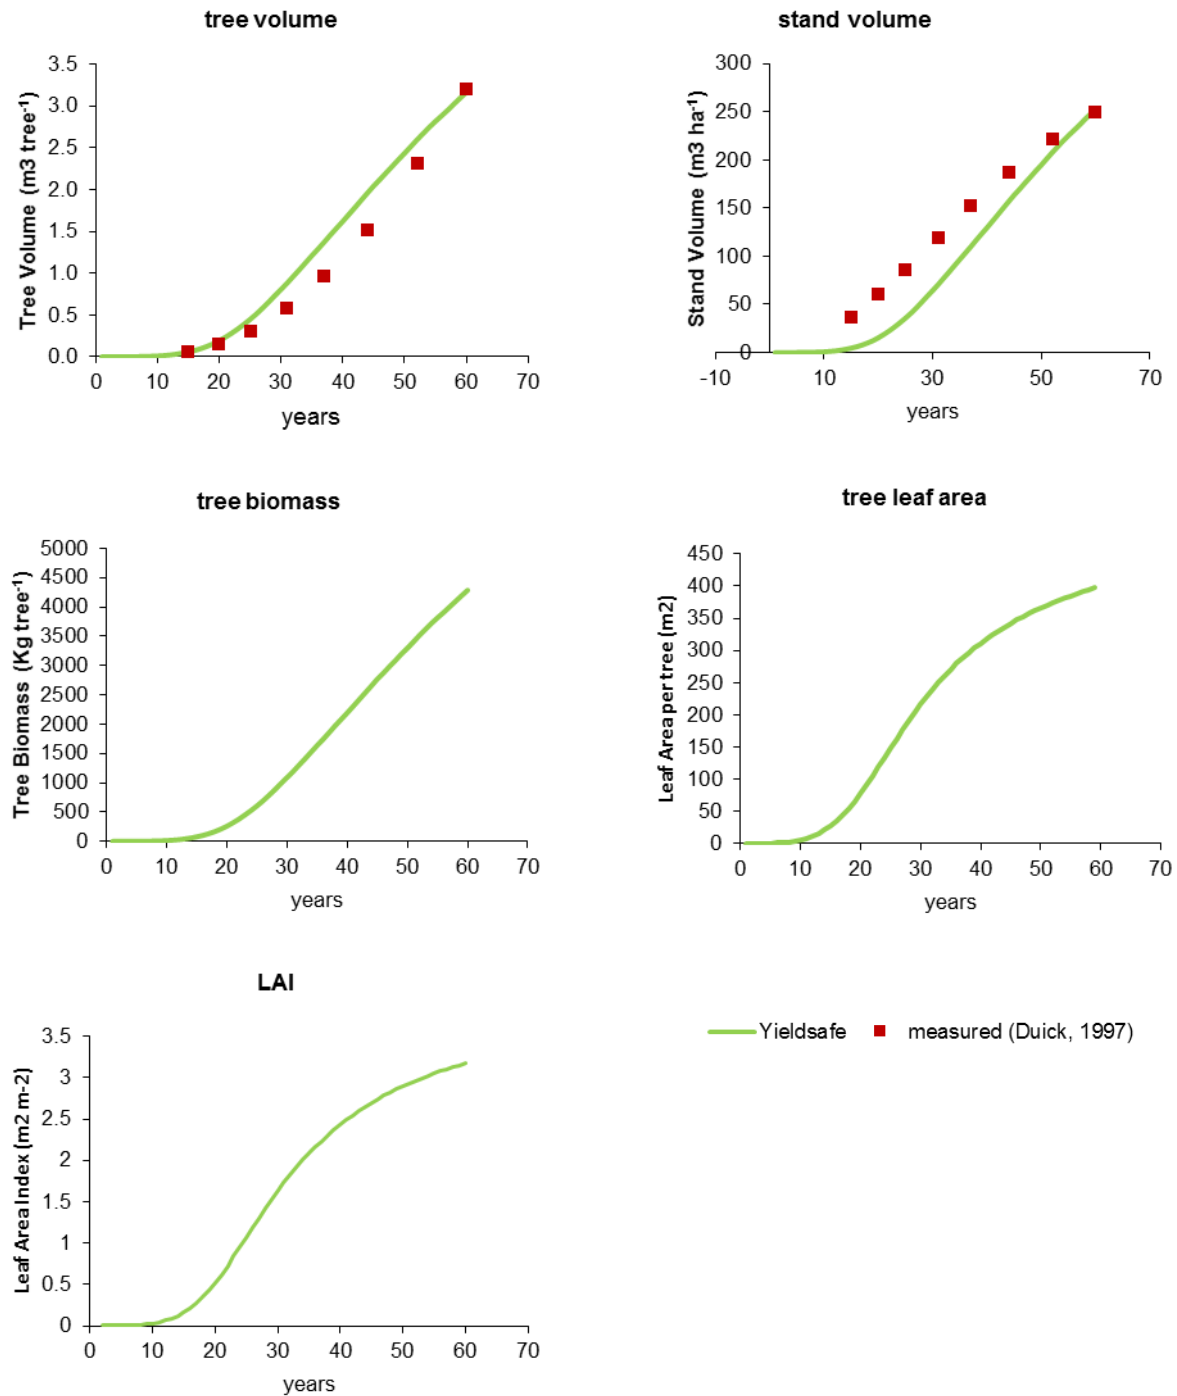 tree volume
Tree Volume (m3 tree-1)
3.5
3.0
2.5
2.0
1.5
1.0
0.5
0.0
0 10 20 30 40 50 60 70
years
stand volume
Stand Volume (m3 ha-1)
300
250
200
150
100
50
0
-10 10 30 50 70
years
tree biomass
Tree Biomass (Kg tree-1)
5000
4500
4000
3500
3000
2500
2000
1500
1000
500
0
0 10 20 30 40 50 60 70
years
tree leaf area
Leaf Area per tree (m2)
450
400
350
300
250
200
150
100
50
0
0 10 20 30 40 50 60 70
years
LAI
Leaf Area Index (m2 m-2)
3.5
3
2.5
2
1.5
1
0.5
0
0 10 20 30 40 50 60 70
years
Yieldsafe measured (Duick, 1997)